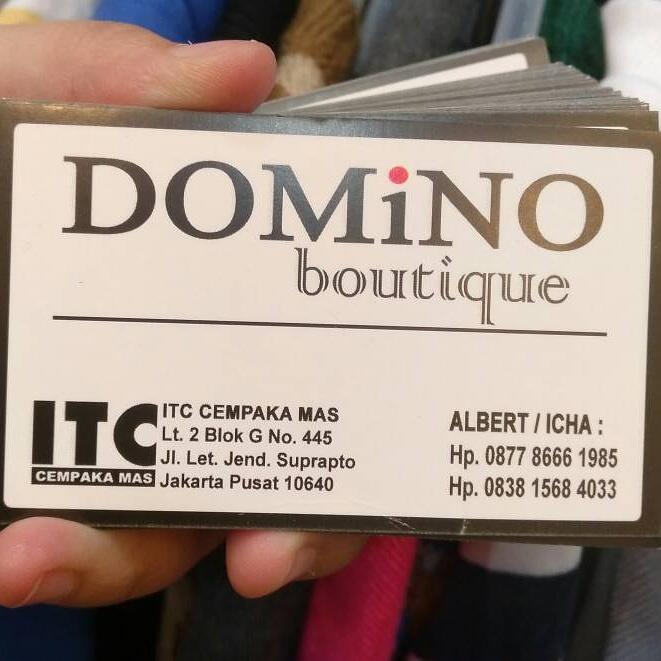 DOMiNO
boutique
ITC
CEMPAKA MAS
ITC CEMPAKA MAS
Lt. 2 Blok G No. 445
Jl. Let. Jend. Suprapto
Jakarta Pusat 10640
ALBERT / ICHA :
Hp. 0877 8666 1985
Hp. 0838 1568 4033